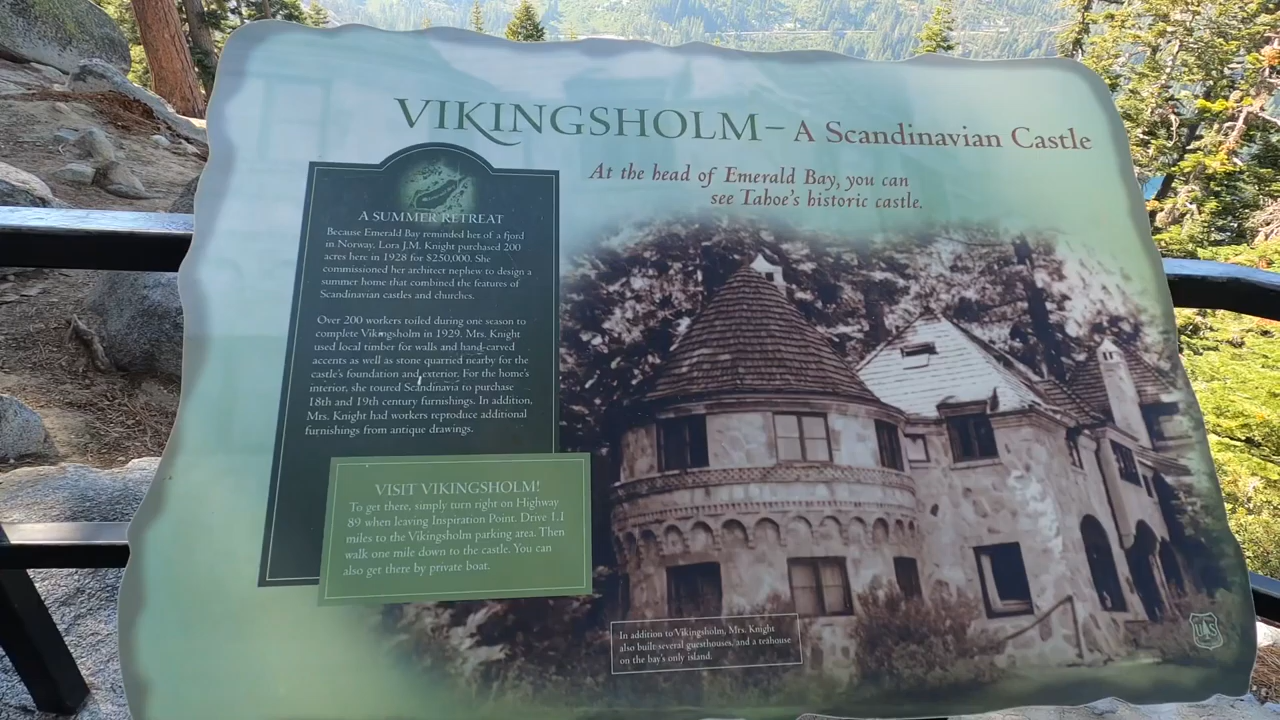 VIKINGSHOLM – A Scandinavian Castle
At the head of Emerald Bay, you can
see Tahoe's historic castle.
A SUMMER RETREAT
Because Emerald Bay reminded her of a fjord
in Norway, Lora J.M. Knight purchased 200
acres here in 1928 for $250,000. She
commissioned her architect nephew to design a
summer home that combined the features of
Scandinavian castles and churches.
Over 200 workers toiled during one season to
complete Vikingsholm in 1929. Mrs. Knight
used local timber for walls and hand-carved
accents as well as stone quarried nearby for the
castle's foundation and exterior. For the home's
interior, she toured Scandinavia to purchase
18th and 19th century furnishings. In addition,
Mrs. Knight had workers reproduce additional
furnishings from antique drawings.
VISIT VIKINGSHOLM!
To get there, simply turn right on Highway
89 when leaving Inspiration Point. Drive 1.1
miles to the Vikingsholm parking area. Then
walk one mile down to the castle. You can
also get there by private boat.
In addition to Vikingsholm, Mrs. Knight
also built several guesthouses, and a teahouse
on the bay's only island.
US